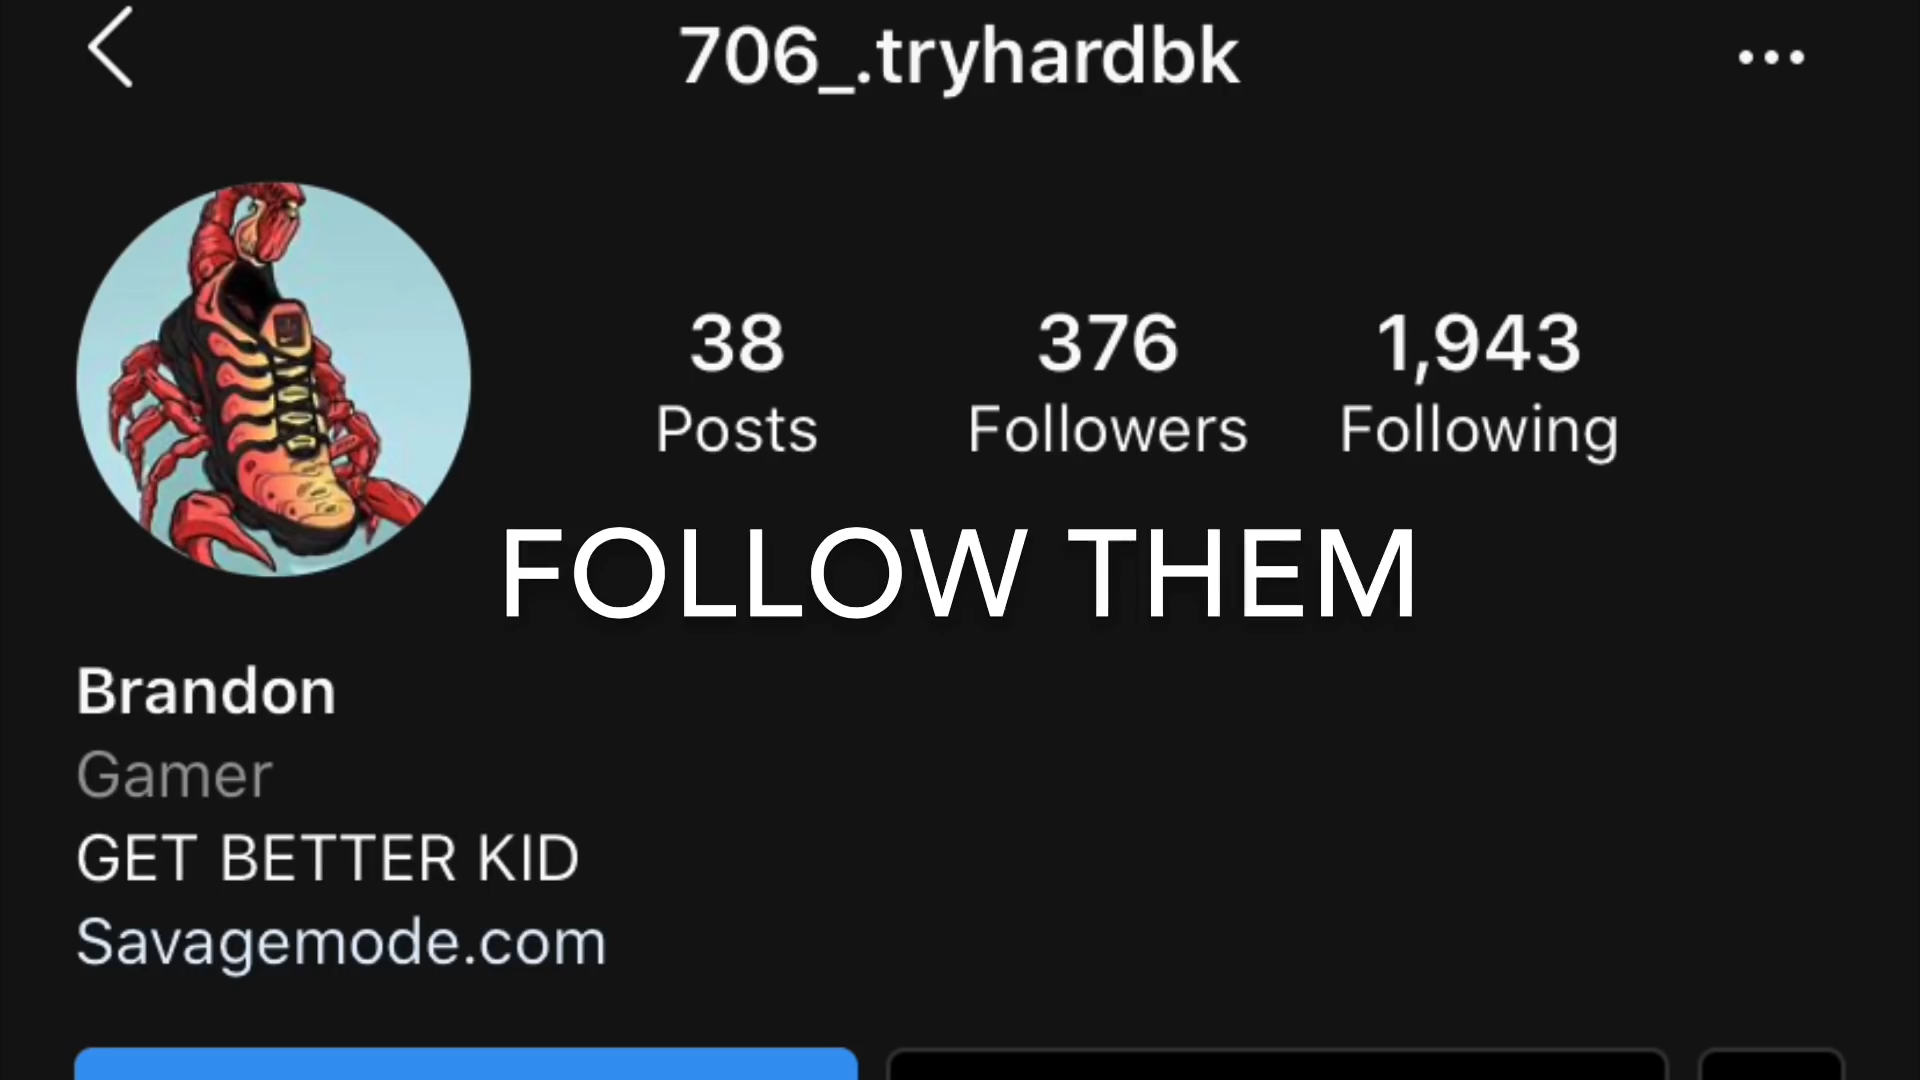 706_.tryhardbk
38 376 1,943
Posts Followers Following
FOLLOW THEM
Brandon
Gamer
GET BETTER KID
Savagemode.com